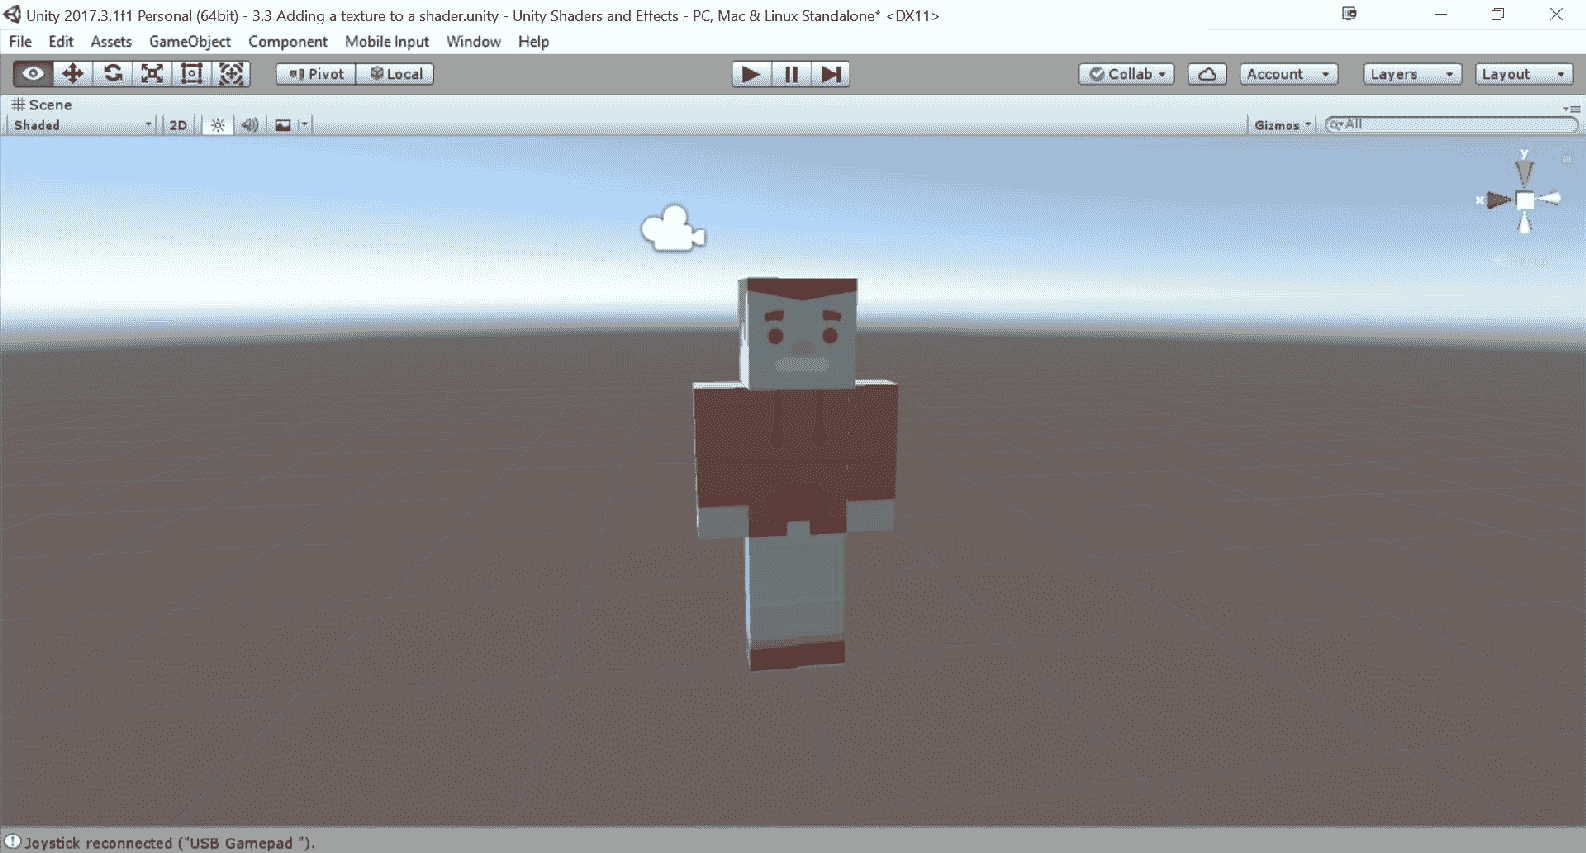 Unity 2017.3.1f1 Personal (64bit) - 3.3 Adding a texture to a shader.unity - Unity Shaders and Effects - PC, Mac & Linux Standalone* <DX11>
File Edit Assets GameObject Component Mobile Input Window Help
Pivot Local Collab Account Layers Layout
Scene
Shaded 2D Gizmos All
y
x
Joystick reconnected ("USB Gamepad ").